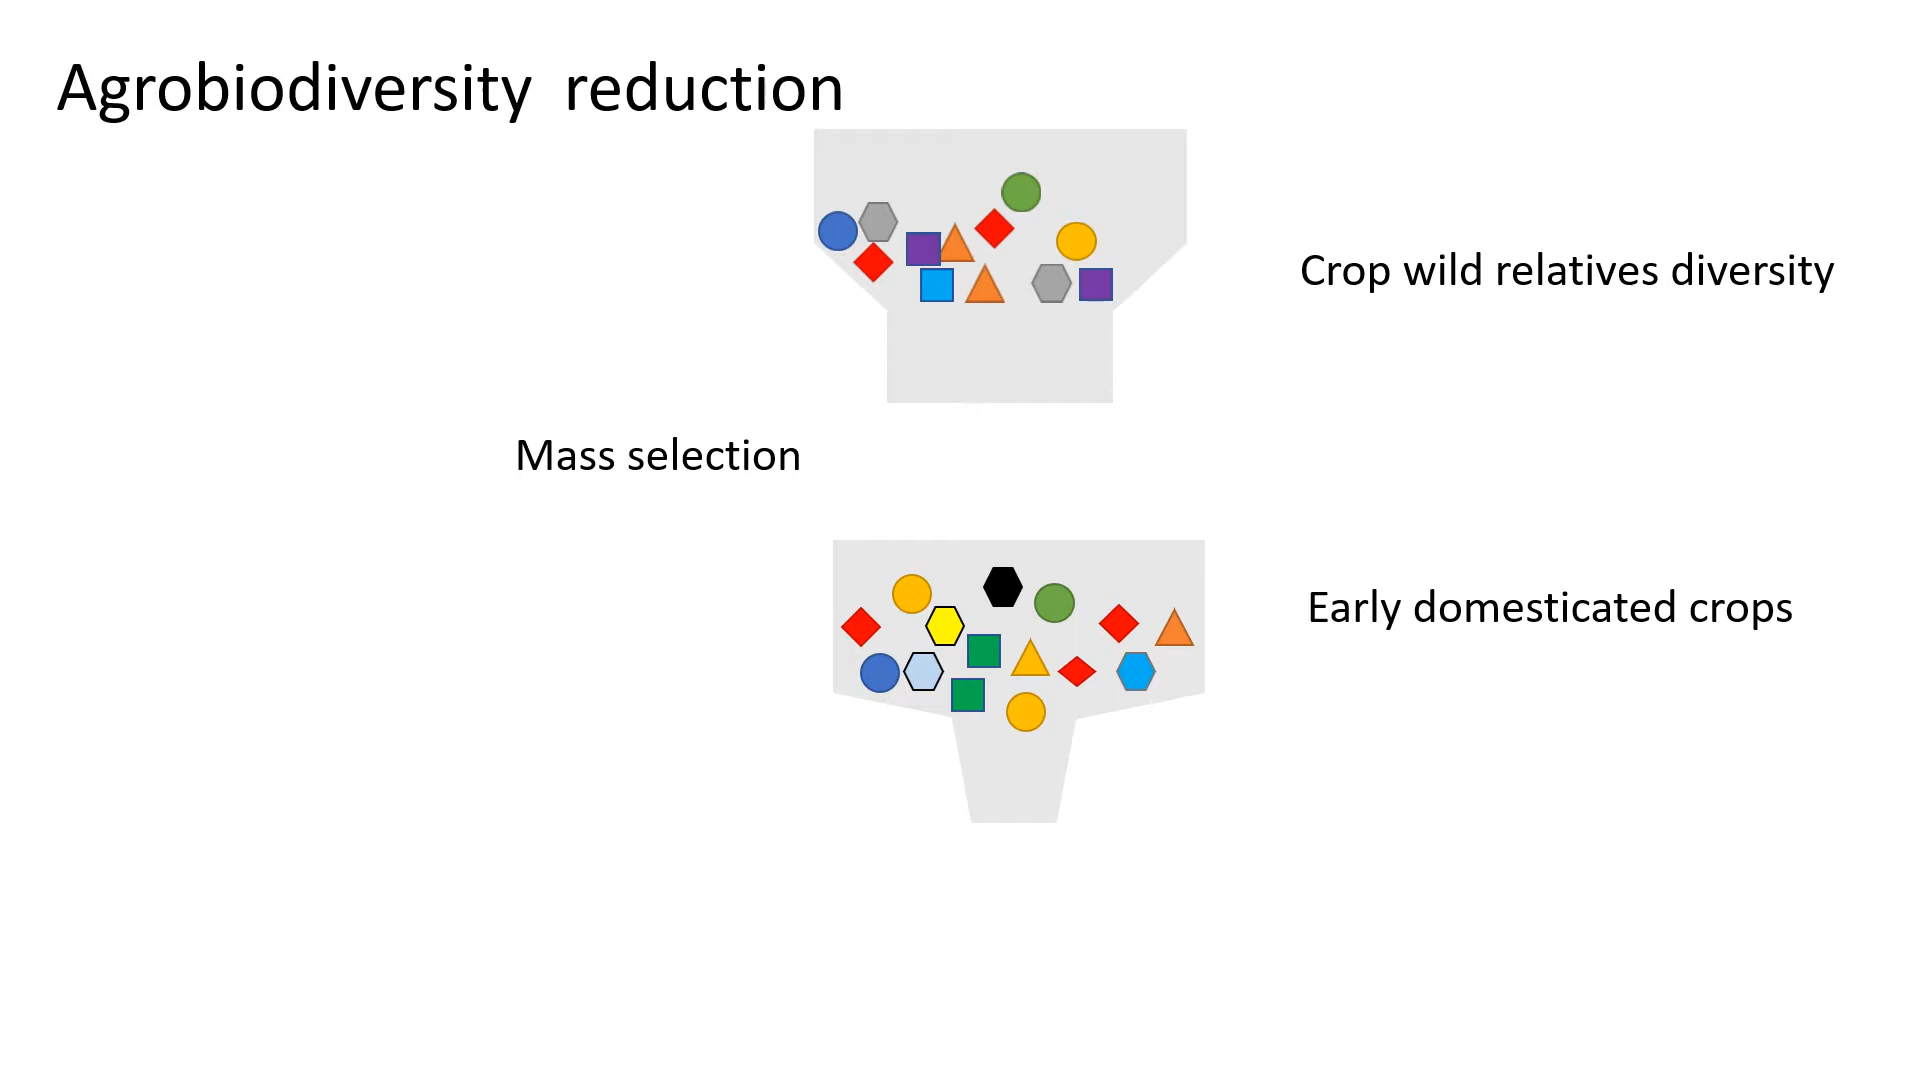 Agrobiodiversity reduction
Crop wild relatives diversity
Mass selection
Early domesticated crops